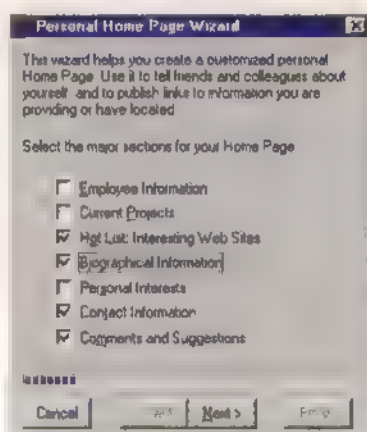 Personal Home Page Wizard
This wizard helps you create a customized personal
Home Page. Use it to tell friends and colleagues about
yourself and to publish links to information you are
providing or have located
Select the major sections for your Home Page
Employee Information
Current Projects
Hot List: Interesting Web Sites
Biographical Information
Personal Interests
Contact Information
Comments and Suggestions
Cancel
Next >